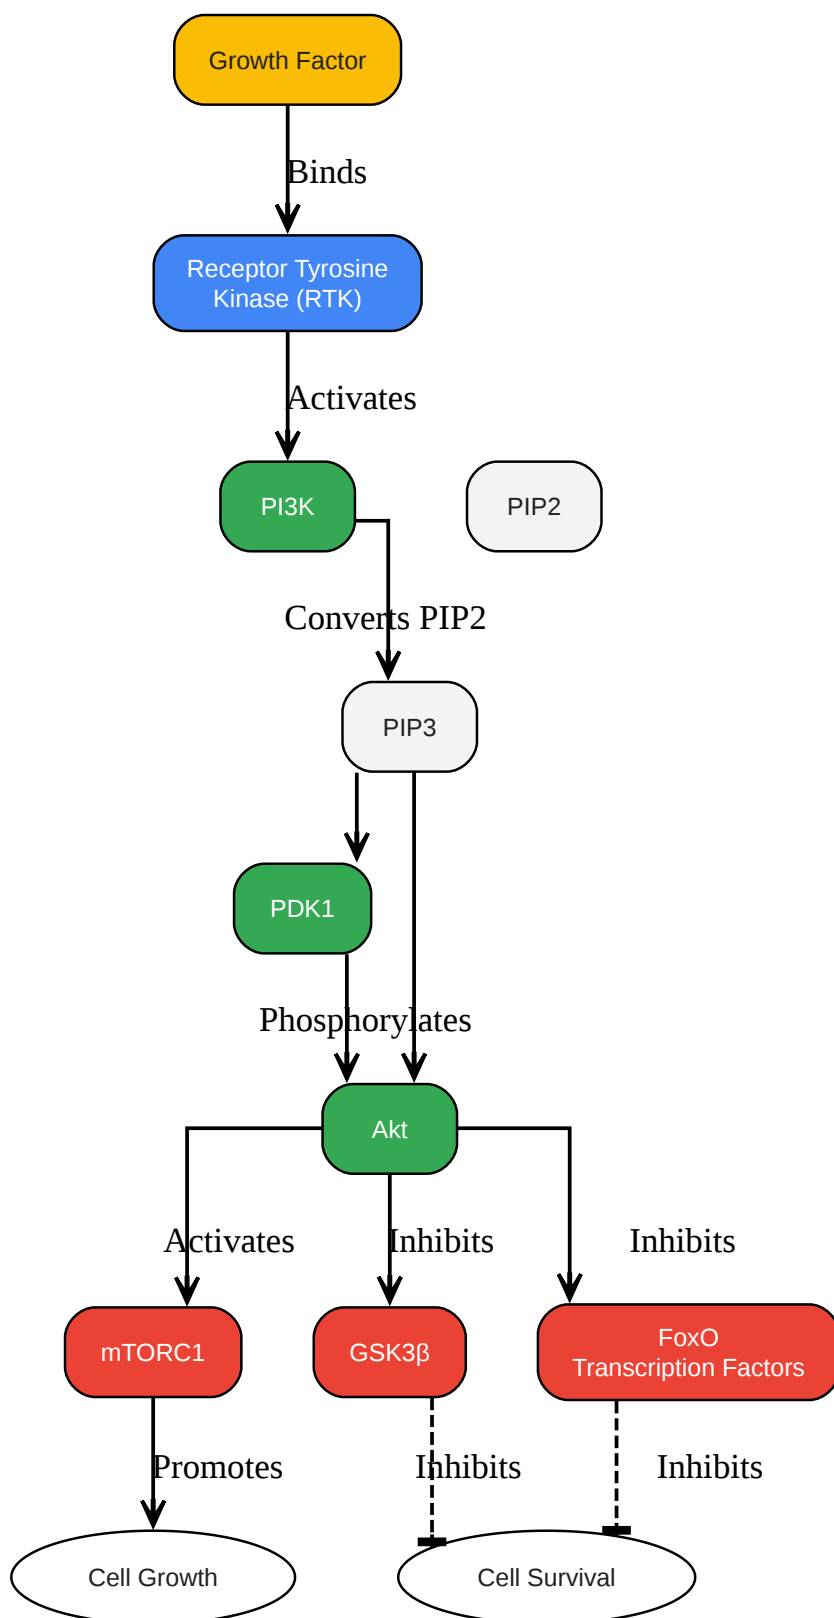 Growth Factor
Binds
Receptor Tyrosine
Kinase (RTK)
Activates
PI3K
PIP2
Converts PIP2
PIP3
PDK1
Phosphorylates
Akt
Activates
Inhibits
Inhibits
mTORC1
GSK3β
FoxO
Transcription Factors
Promotes
Inhibits
Inhibits
Cell Growth
Cell Survival